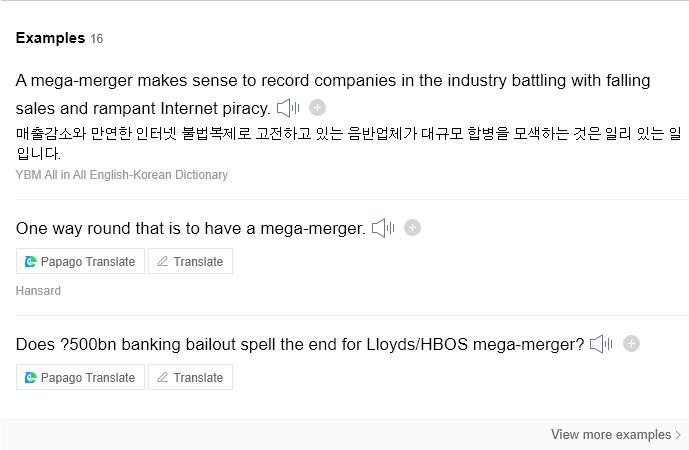 Examples 16
A mega-merger makes sense to record companies in the industry battling with falling
sales and rampant Internet piracy.
매출감소와 만연한 인터넷 불법복제로 고전하고 있는 음반업체가 대규모 합병을 모색하는 것은 일리 있는 일
입니다.
YBM All in All English-Korean Dictionary
One way round that is to have a mega-merger.
Papago Translate Translate
Hansard
Does ?500bn banking bailout spell the end for Lloyds/HBOS mega-merger?
Papago Translate Translate
View more examples >